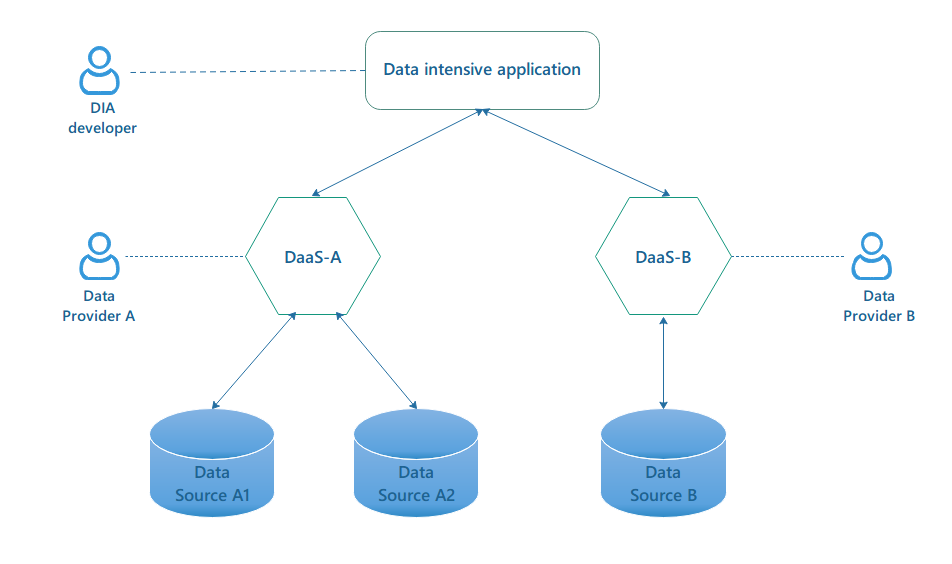 Data intensive application
DIA
developer
DaaS-A
DaaS-B
Data
Provider A
Data
Provider B
Data
Source A1
Data
Source A2
Data
Source B